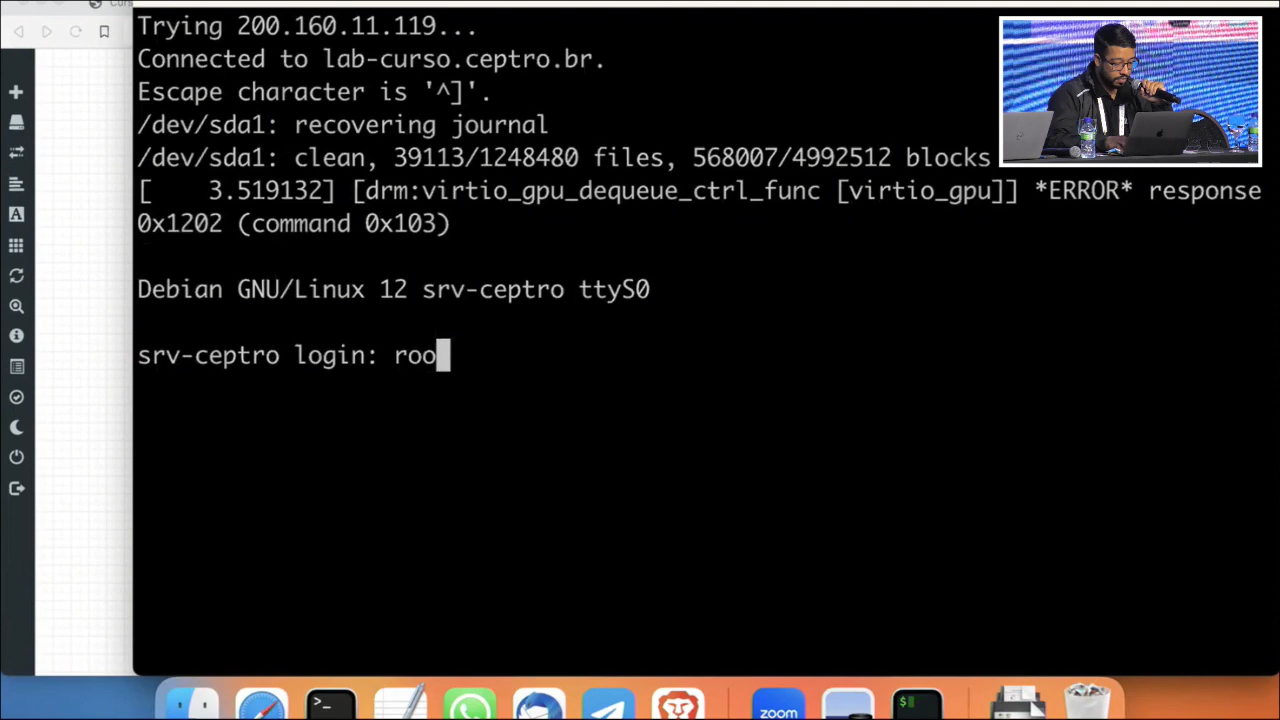 Curs
Trying 200.160.11.119...
Connected to lab-curso.ceptro.br.
Escape character is '^]'.
/dev/sda1: recovering journal
/dev/sda1: clean, 39113/1248480 files, 568007/4992512 blocks
[    3.519132] [drm:virtio_gpu_dequeue_ctrl_func [virtio_gpu]] *ERROR* response
0x1202 (command 0x103)
Debian GNU/Linux 12 srv-ceptro ttyS0
srv-ceptro login: roo
zoom